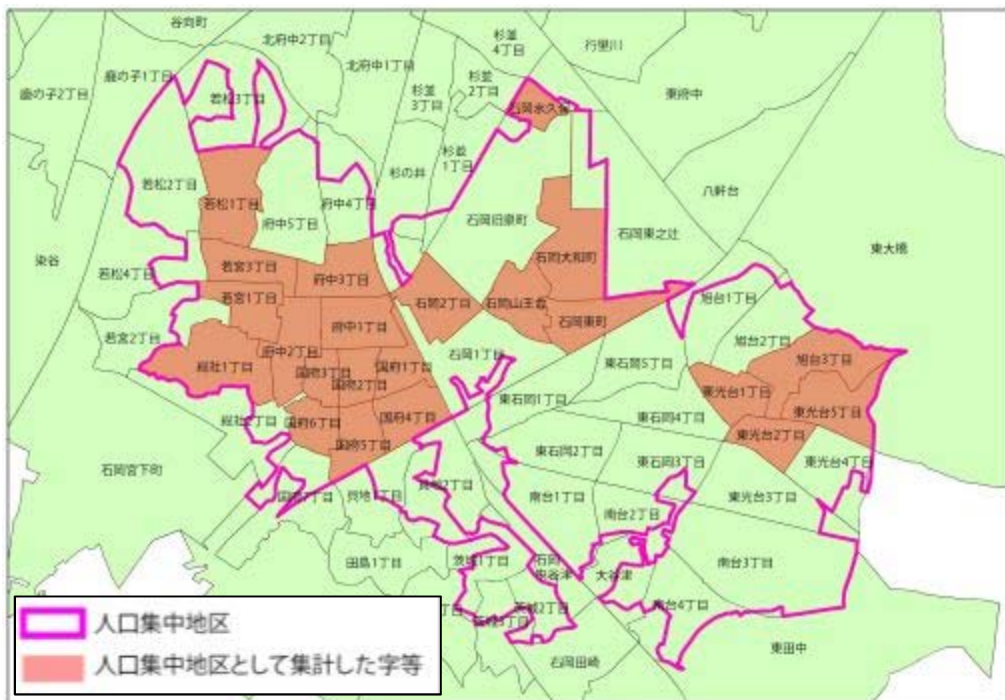 谷向町
北府中2丁目
杉並
4丁目
行里川
鹿の子1丁目
北府中1丁目
鹿の子2丁目
若松3丁目
杉並
3丁目
杉並
2丁目
石岡永久保
東府中
杉の井
杉並
1丁目
八軒台
若松2丁目
若松1丁目
府中4丁目
府中5丁目
石岡旧泉町
石岡東之辻
東大橋
染谷
若松4丁目
若宮3丁目
府中3丁目
石岡大和町
若宮1丁目
石岡2丁目
石岡山王台
石岡東町
旭台1丁目
若宮2丁目
府中1丁目
旭台2丁目
府中2丁目
石岡1丁目
総社1丁目
国府3丁目
国府1丁目
国府2丁目
東石岡5丁目
旭台3丁目
東光台1丁目
東石岡1丁目
東石岡4丁目
東光台5丁目
総社2丁目
国府6丁目
国府4丁目
国府5丁目
東光台2丁目
石岡宮下町
東石岡2丁目
東石岡3丁目
東光台4丁目
国府7丁目
貝地1丁目
貝地2丁目
南台1丁目
南台2丁目
東光台3丁目
田島1丁目
茨城1丁目
石岡
中谷津
大谷津
南台3丁目
丁目
茨城3丁目
茨城2丁目
南台4丁目
石岡田崎
東田中
人口集中地区
人口集中地区として集計した字等